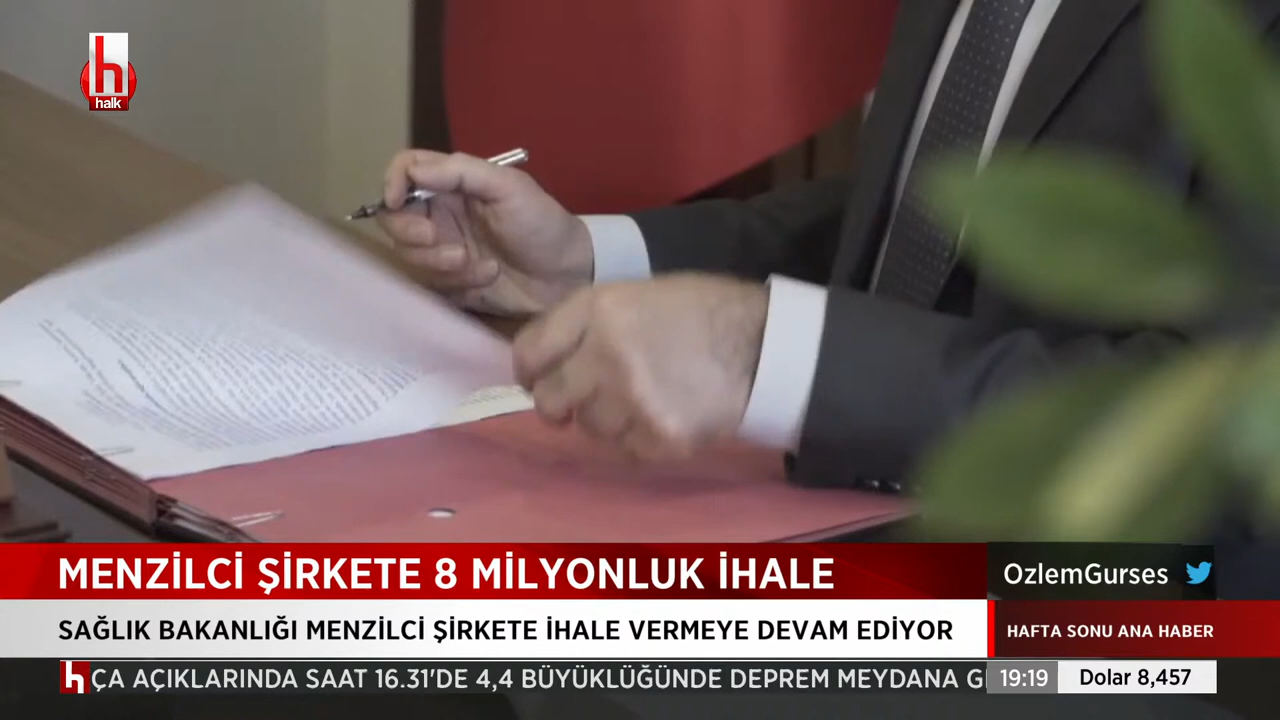 h
halk
MENZİLCİ ŞİRKETE 8 MİLYONLUK İHALE
OzlemGurses
SAĞLIK BAKANLIĞI MENZİLCİ ŞİRKETE İHALE VERMEYE DEVAM EDİYOR
HAFTA SONU ANA HABER
h ÇA AÇIKLARINDA SAAT 16.31'DE 4,4 BÜYÜKLÜĞÜNDE DEPREM MEYDANA G
19:19 Dolar 8,457